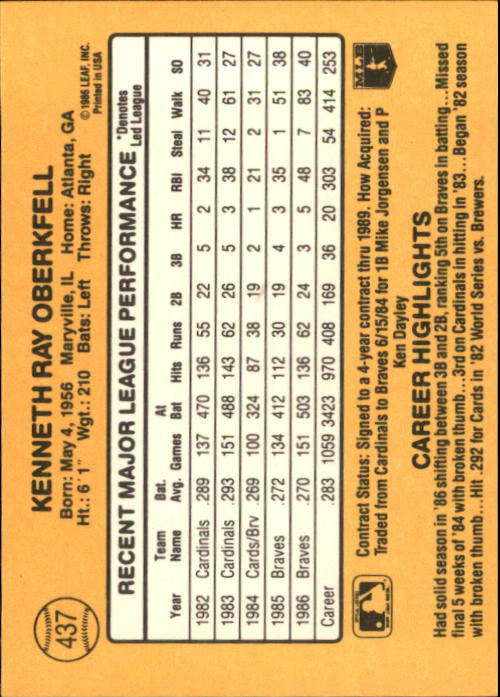 437
KENNETH RAY OBERKFELL
Born: May 4, 1956 Maryville, IL Home: Atlanta, GA
Ht.: 6' 1" Wgt.: 210 Bats: Left Throws: Right
© 1986 LEAF, INC.
Printed in USA
RECENT MAJOR LEAGUE PERFORMANCE *Denotes Led League
Year Team Name Bat. Avg. Games At Bat Hits Runs 2B 3B HR RBI Steal Walk SO
1982 Cardinals .289 137 470 136 55 22 5 2 34 11 40 31
1983 Cardinals .293 151 488 143 62 26 5 3 38 12 61 27
1984 Cards/Brv .269 100 324 87 38 19 2 1 21 2 31 27
1985 Braves .272 134 412 112 30 19 4 3 35 1 51 38
1986 Braves .270 151 503 136 62 24 3 5 48 7 83 40
Career .283 1059 3423 970 408 169 36 20 303 54 414 253
Contract Status: Signed to a 4-year contract thru 1989. How Acquired:
Traded from Cardinals to Braves 6/15/84 for 1B Mike Jorgensen and P
Ken Dayley
MLB
CAREER HIGHLIGHTS
Had solid season in '86 shifting between 3B and 2B, ranking 5th on Braves in batting...Missed
final 5 weeks of '84 with broken thumb...3rd on Cardinals in hitting in '83...Began '82 season
with broken thumb...Hit .292 for Cards in '82 World Series vs. Brewers.